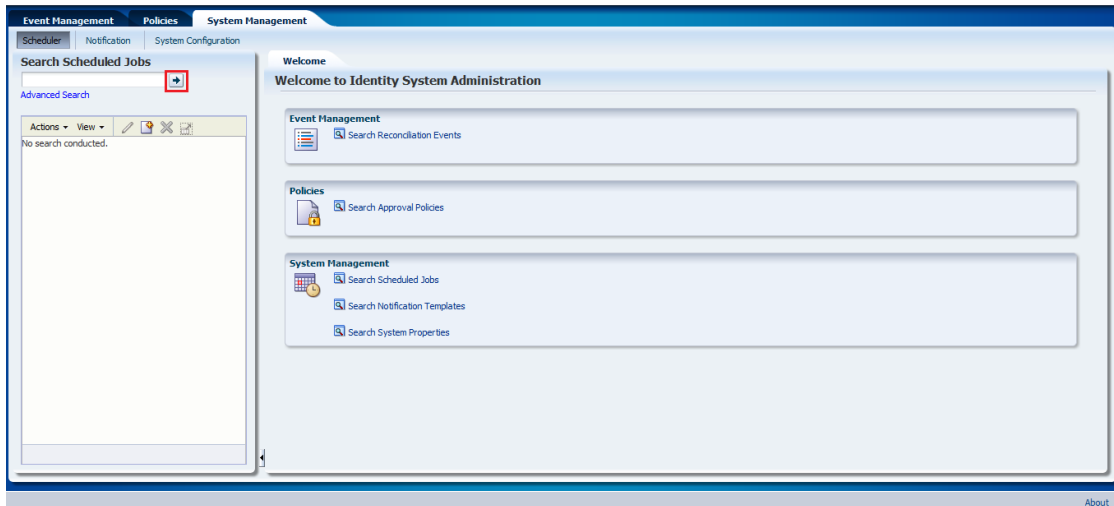 Event Management Policies System Management
Scheduler Notification System Configuration
Search Scheduled Jobs
Advanced Search
Actions View
No search conducted.
Welcome
Welcome to Identity System Administration
Event Management
Search Reconciliation Events
Policies
Search Approval Policies
System Management
Search Scheduled Jobs
Search Notification Templates
Search System Properties
About